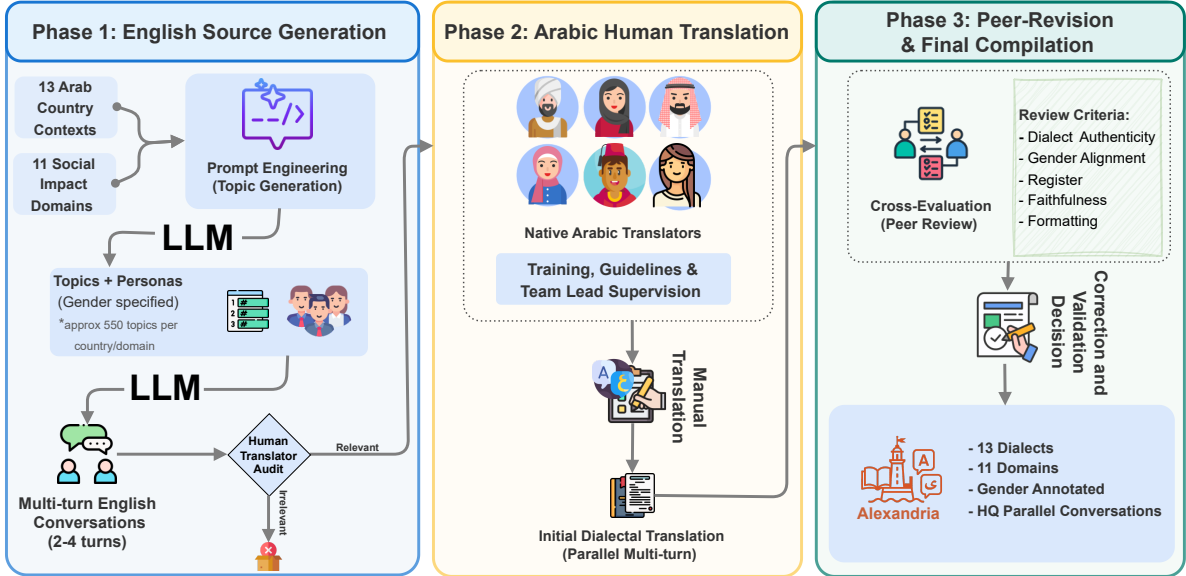 Phase 1: English Source Generation
13 Arab
Country
Contexts
11 Social
Impact
Domains
Prompt Engineering
(Topic Generation)
LLM
Topics + Personas
(Gender specified)
*approx 550 topics per
country/domain
1 #
2 #
3 #
LLM
Multi-turn English
Conversations
(2-4 turns)
Human
Translator
Audit
Relevant
Irrelevant
Phase 2: Arabic Human Translation
Native Arabic Translators
Training, Guidelines &
Team Lead Supervision
A
ع
Manual
Translation
Initial Dialectal Translation
(Parallel Multi-turn)
Phase 3: Peer-Revision
& Final Compilation
Cross-Evaluation
(Peer Review)
Review Criteria:
- Dialect Authenticity
- Gender Alignment
- Register
- Faithfulness
- Formatting
Correction and
Validation
Decision
A
ى
Alexandria
- 13 Dialects
- 11 Domains
- Gender Annotated
- HQ Parallel Conversations